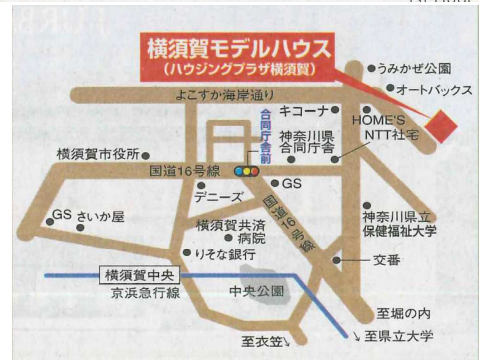 横須賀モデルハウス
(ハウジングプラザ横須賀)
うみかぜ公園
オートバックス
よこすか海岸通り
キコーナ
HOME'S
NTT社宅
合同庁舎前
神奈川県
合同庁舎
横須賀市役所
国道16号線
デニーズ
GS
国道16号線
GS
さいか屋
横須賀共済
病院
神奈川県立
保健福祉大学
りそな銀行
交番
横須賀中央
京浜急行線
中央公園
至堀の内
至衣笠
至県立大学